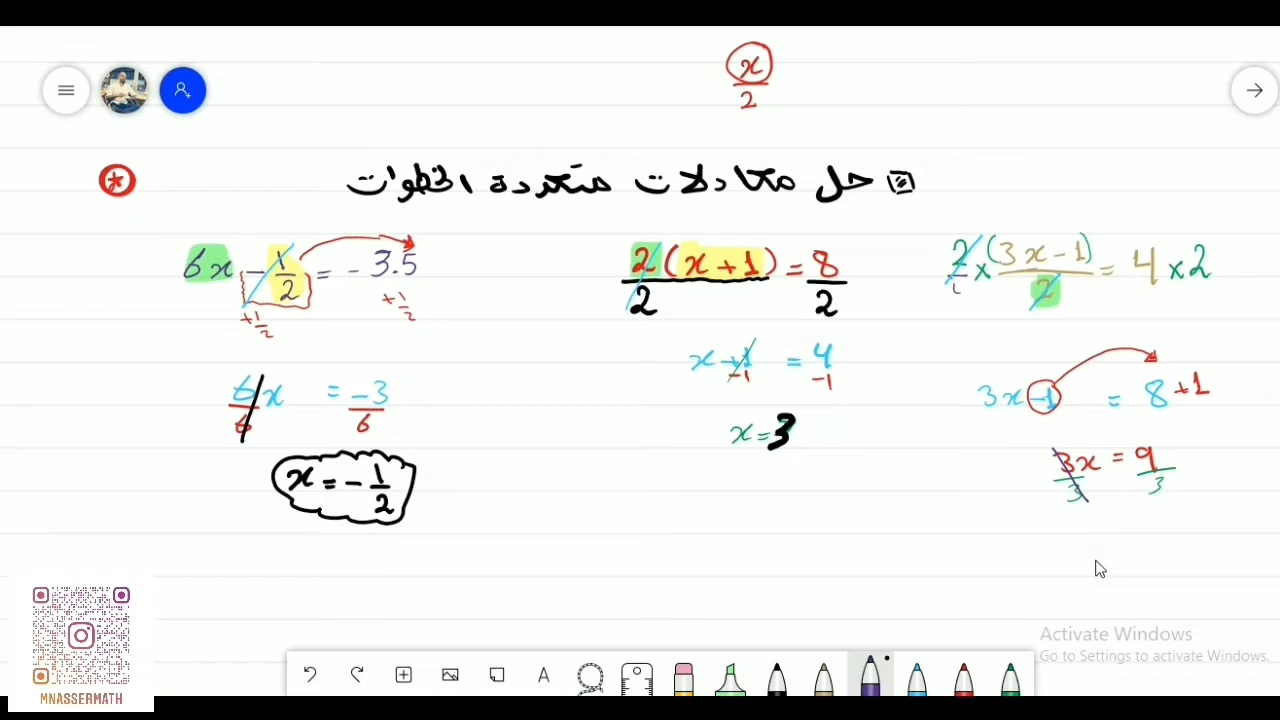 x/2
حل معادلات متعددة الخطوات
6x - 1/2 = - 3.5
+1/2 +1/2
6x/6 = -3/6
x = - 1/2
2(x+1)/2 = 8/2
x+1 = 4
-1 -1
x = 3
2/1 × (3x-1)/2 = 4 × 2
3x -1 = 8 +1
3x/3 = 9/3
Activate Windows
Go to Settings to activate Windows.
MNASSERMATH